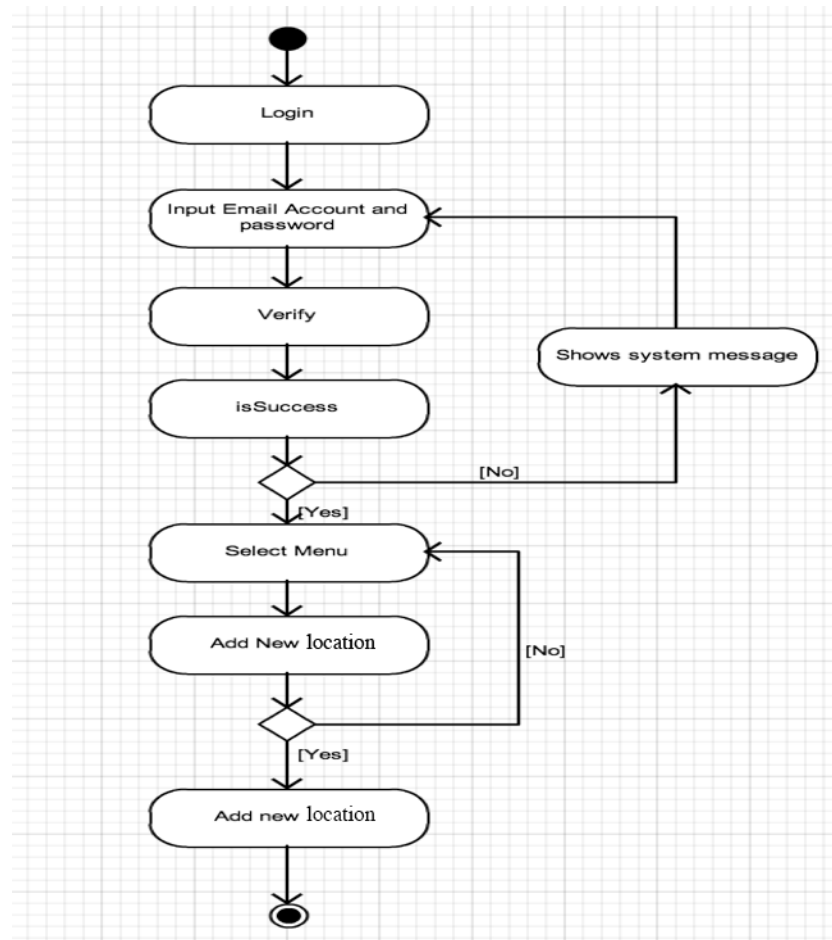 Login
Input Email Account and
password
Verify
Shows system message
isSuccess
[No]
[Yes]
Select Menu
Add New location
[No]
[Yes]
Add new location